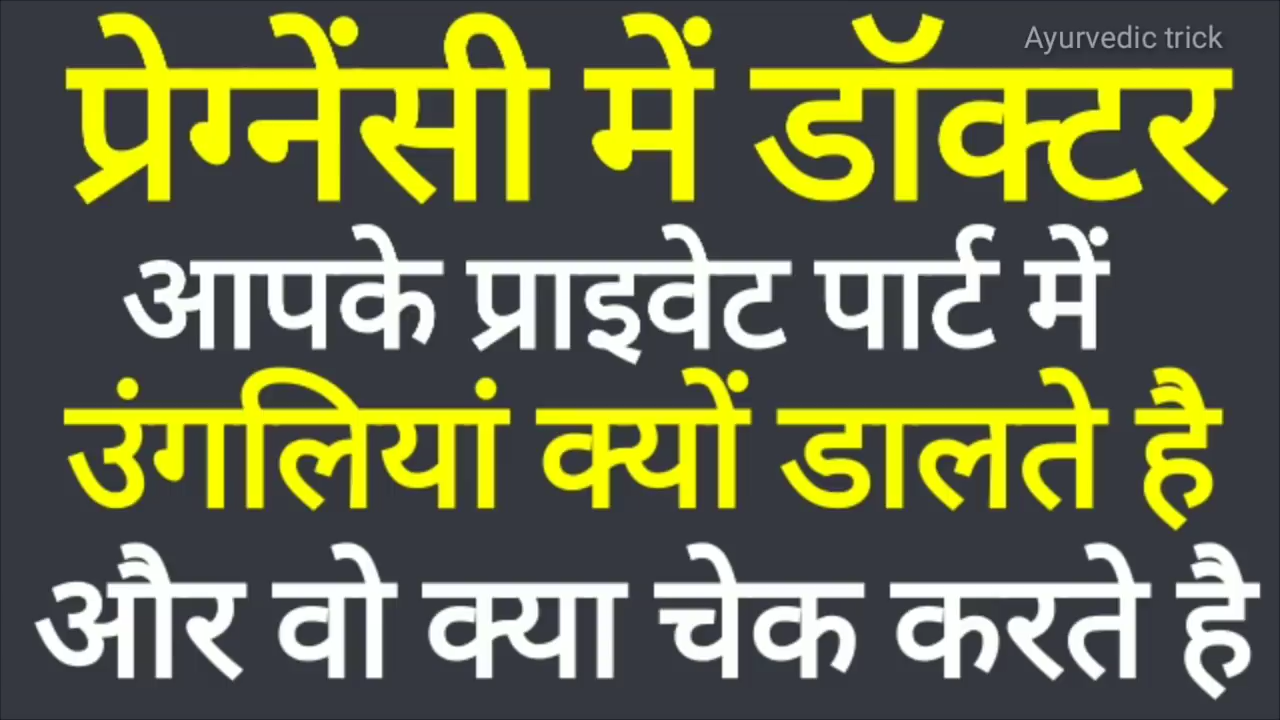 Ayurvedic trick
प्रेग्नेंसी में डॉक्टर
आपके प्राइवेट पार्ट में
उंगलियां क्यों डालते है
और वो क्या चेक करते है